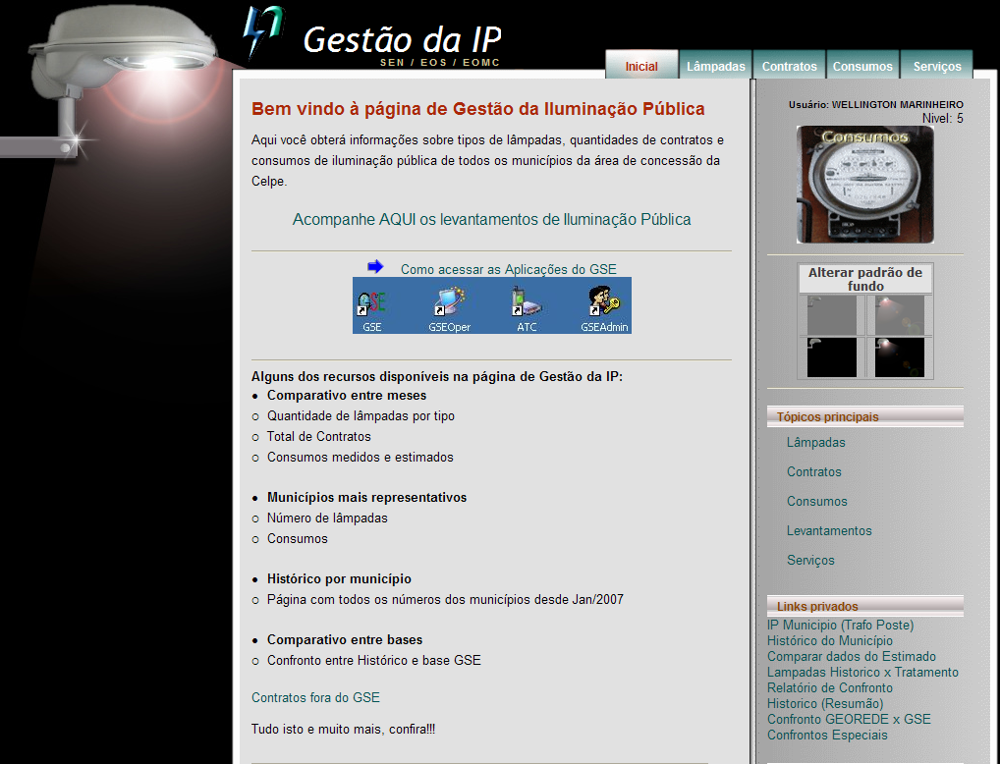 Gestão da IP
SEN / EOS / EOMC
Inicial
Lâmpadas
Contratos
Consumos
Serviços
Bem vindo à página de Gestão da Iluminação Pública
Aqui você obterá informações sobre tipos de lâmpadas, quantidades de contratos e
consumos de iluminação pública de todos os municípios da área de concessão da
Celpe.
Acompanhe AQUI os levantamentos de Iluminação Pública
Como acessar as Aplicações do GSE
GSE
GSE
GSEOper
ATC
GSEAdmin
Alguns dos recursos disponíveis na página de Gestão da IP:
● Comparativo entre meses
○ Quantidade de lâmpadas por tipo
○ Total de Contratos
○ Consumos medidos e estimados
● Municípios mais representativos
○ Número de lâmpadas
○ Consumos
● Histórico por município
○ Página com todos os números dos municípios desde Jan/2007
● Comparativo entre bases
○ Confronto entre Histórico e base GSE
Contratos fora do GSE
Tudo isto e muito mais, confira!!!
Usuário: WELLINGTON MARINHEIRO
Nivel: 5
Consumos
Alterar padrão de
fundo
Tópicos principais
Lâmpadas
Contratos
Consumos
Levantamentos
Serviços
Links privados
IP Municipio (Trafo Poste)
Histórico do Município
Comparar dados do Estimado
Lampadas Historico x Tratamento
Relatório de Confronto
Historico (Resumão)
Confronto GEOREDE x GSE
Confrontos Especiais